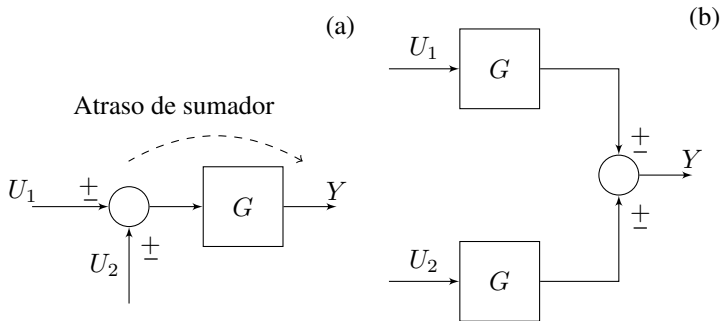 (a)
Atraso de sumador
U1 ± G Y
U2 ±
(b)
U1 G
± Y
±
U2 G